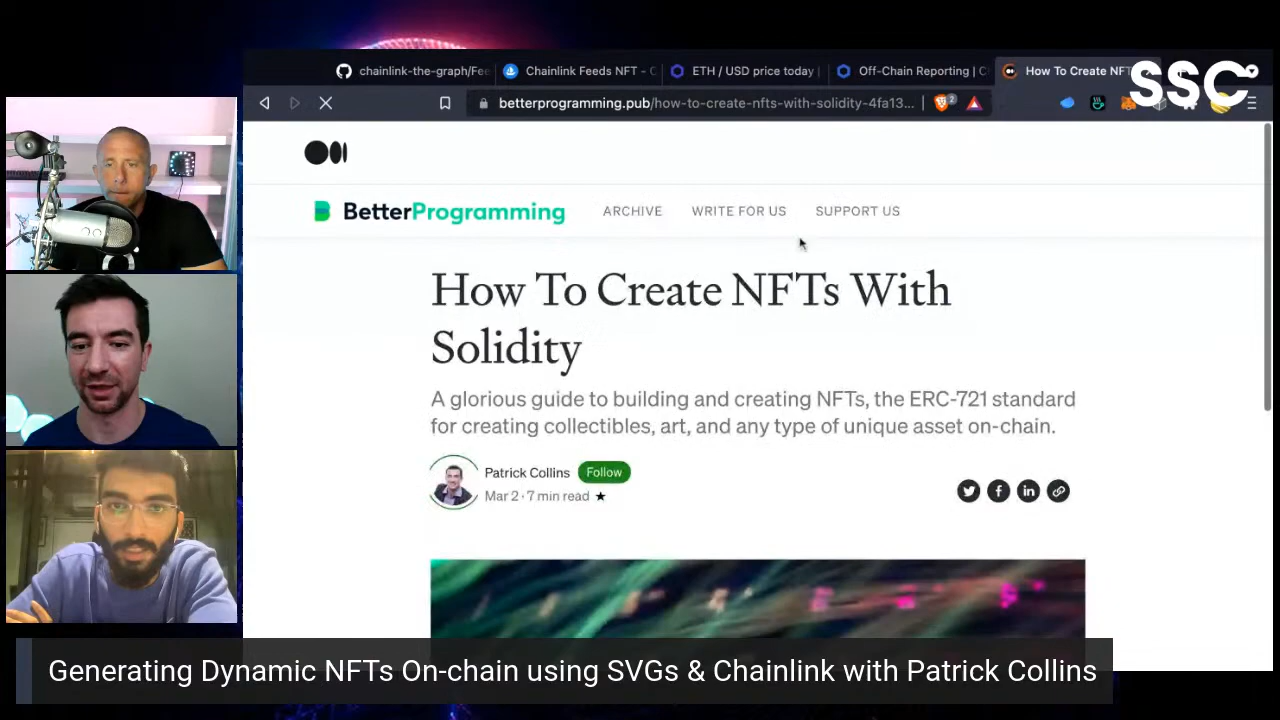 SSC
chainlink-the-graph/Fee
Chainlink Feeds NFT - C
ETH / USD price today |
Off-Chain Reporting | C
How To Create NFT
betterprogramming.pub/how-to-create-nfts-with-solidity-4fa13... | 2
BetterProgramming
ARCHIVE
WRITE FOR US
SUPPORT US
How To Create NFTs With
Solidity
A glorious guide to building and creating NFTs, the ERC-721 standard
for creating collectibles, art, and any type of unique asset on-chain.
Patrick Collins Follow
Mar 2 · 7 min read ★
Generating Dynamic NFTs On-chain using SVGs & Chainlink with Patrick Collins